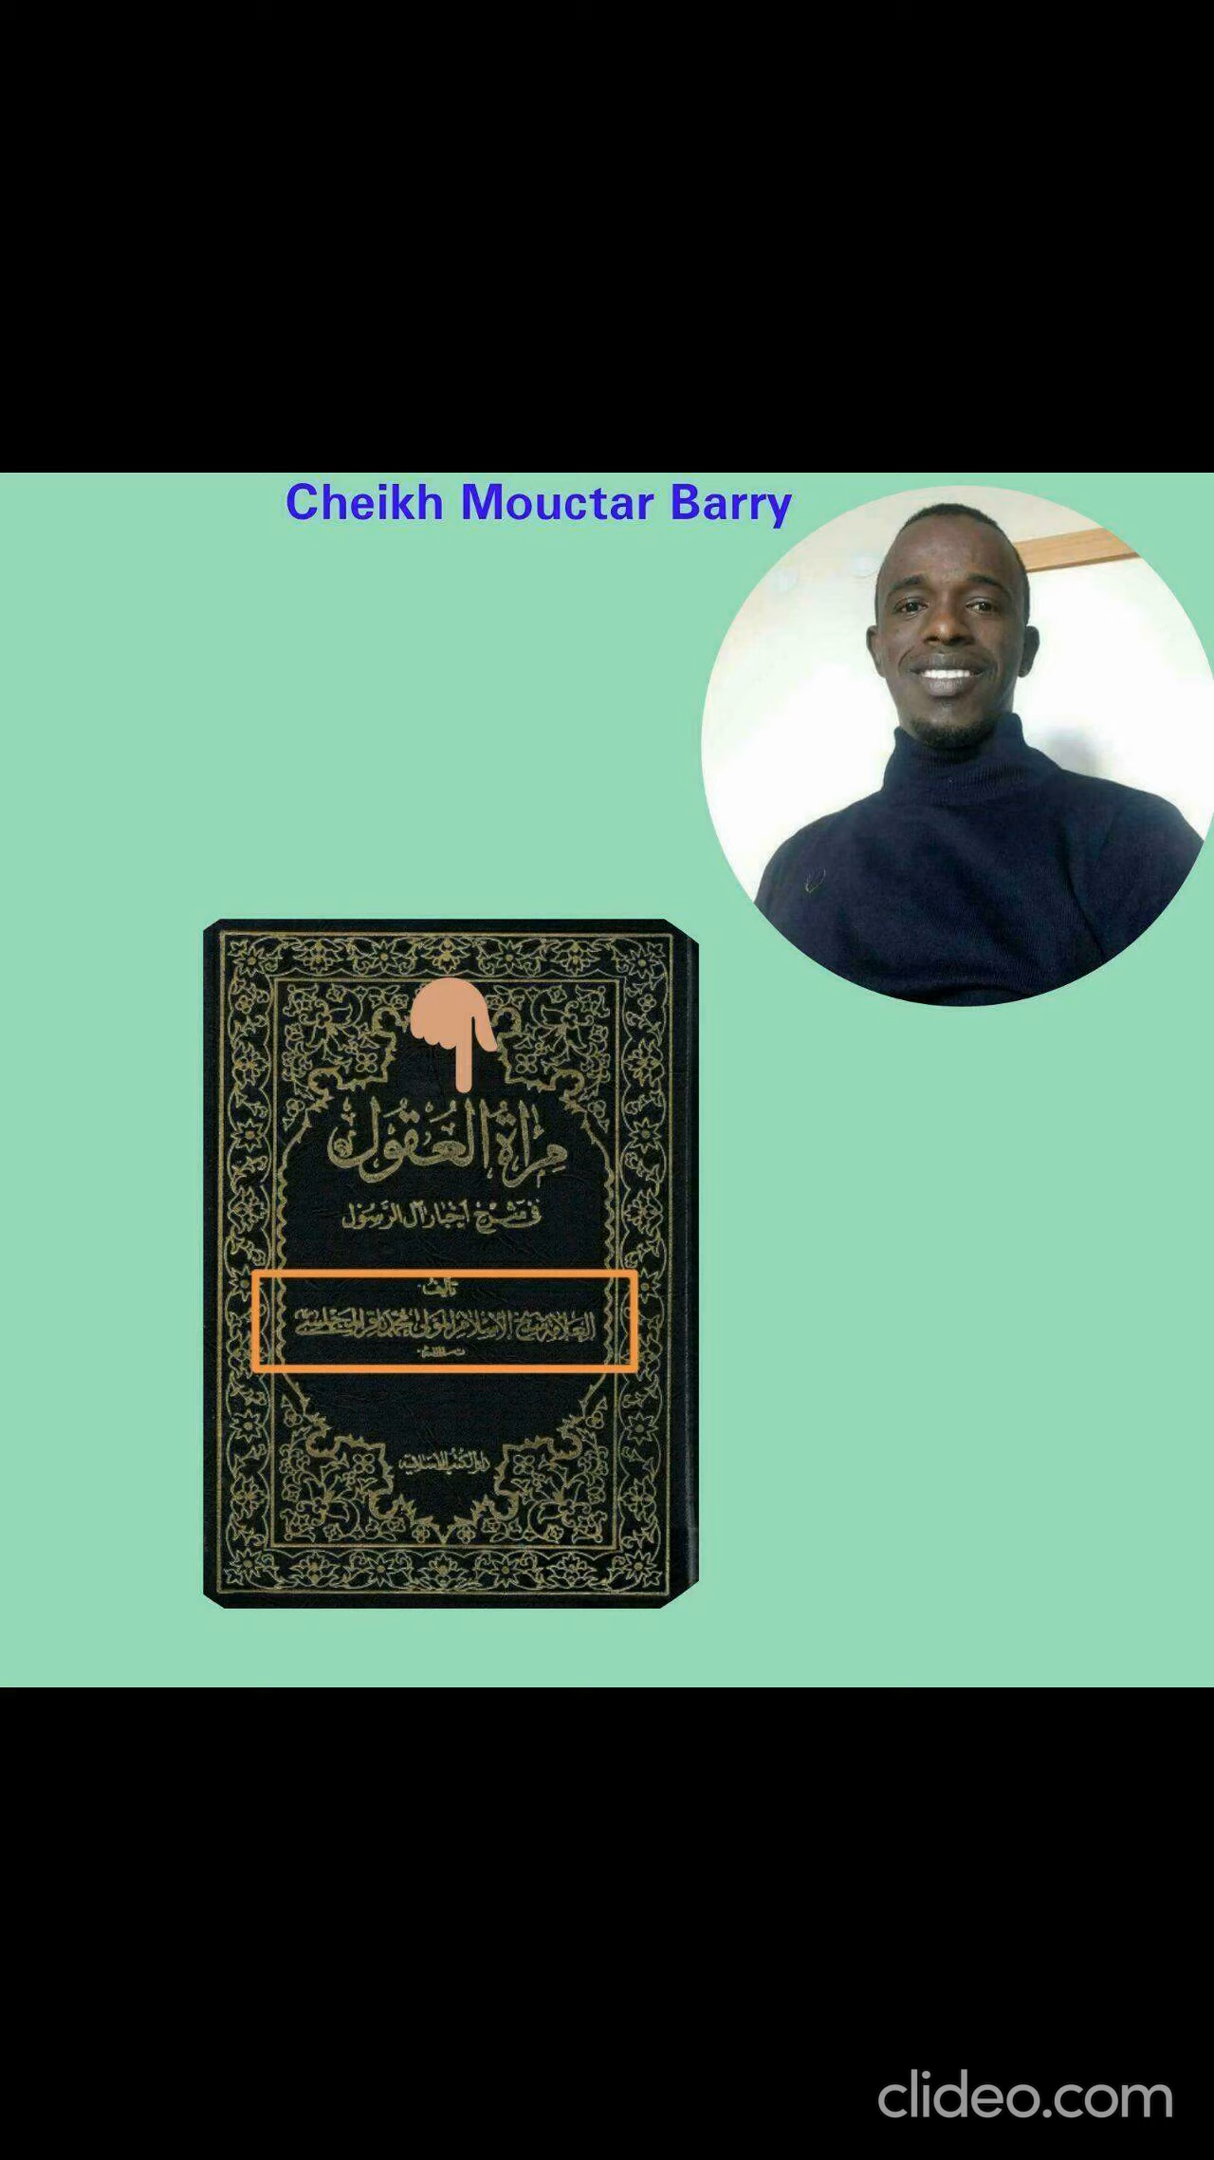 Cheikh Mouctar Barry
مرآة العقول
في شرح أخبار آل الرسول
تأليف
العلامة شيخ الإسلام المولى محمد باقر المجلسي
دار الكتب الإسلامية
clideo.com